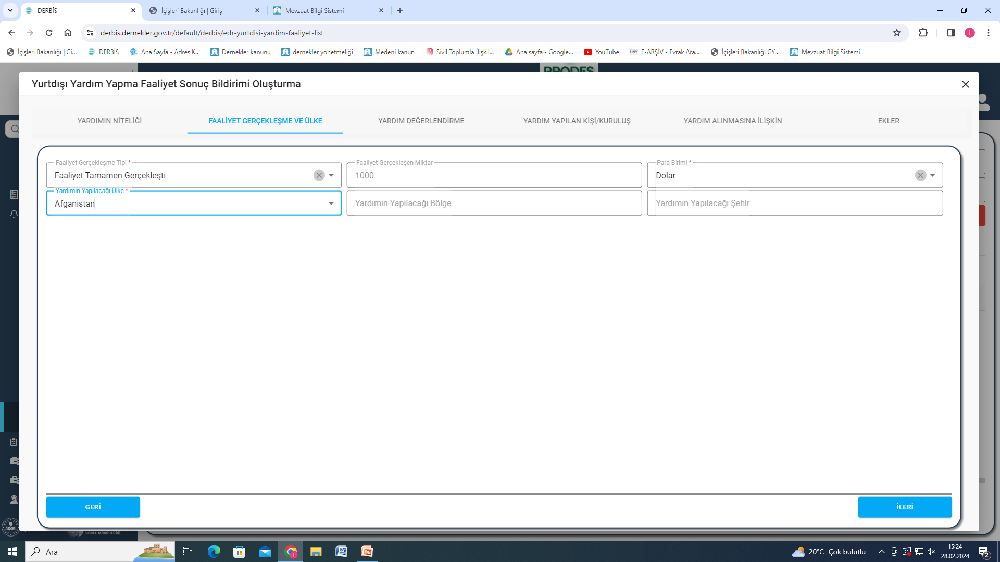 DERBİS
İçişleri Bakanlığı | Giriş
Mevzuat Bilgi Sistemi
derbis.dernekler.gov.tr/default/derbis/edr-yurtdisi-yardim-faaliyet-list
I
İçişleri Bakanlığı | Gi...
DERBİS
Ana Sayfa - Adres K...
Dernekler kanunu
dernekler yönetmeliği
Medeni kanun
Sivil Toplumla İlişkil...
Ana sayfa - Google...
YouTube
E-ARŞİV - Evrak Ara...
İçişleri Bakanlığı GY...
Mevzuat Bilgi Sistemi
PRODES
Yurtdışı Yardım Yapma Faaliyet Sonuç Bildirimi Oluşturma
YARDIMIN NİTELİĞİ
FAALİYET GERÇEKLEŞME VE ÜLKE
YARDIM DEĞERLENDİRME
YARDIM YAPILAN KİŞİ/KURULUŞ
YARDIM ALINMASINA İLİŞKİN
EKLER
Faaliyet Gerçekleşme Tipi *
Faaliyet Tamamen Gerçekleşti
Faaliyet Gerçekleşen Miktar
1000
Para Birimi *
Dolar
Yardımın Yapılacağı Ülke *
Afganistan
Yardımın Yapılacağı Bölge
Yardımın Yapılacağı Şehir
GERİ
İLERİ
GENEL MÜDÜRLÜĞÜ
Ara
20°C Çok bulutlu
15:24
28.02.2024
2